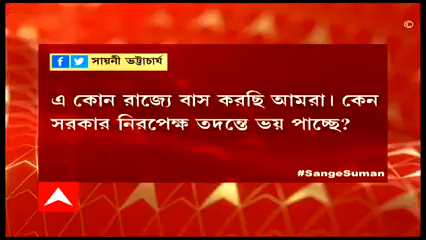 ©
সায়নী ভট্টাচার্য
এ কোন রাজ্যে বাস করছি আমরা। কেন
সরকার নিরপেক্ষ তদন্তে ভয় পাচ্ছে?
#SangeSuman